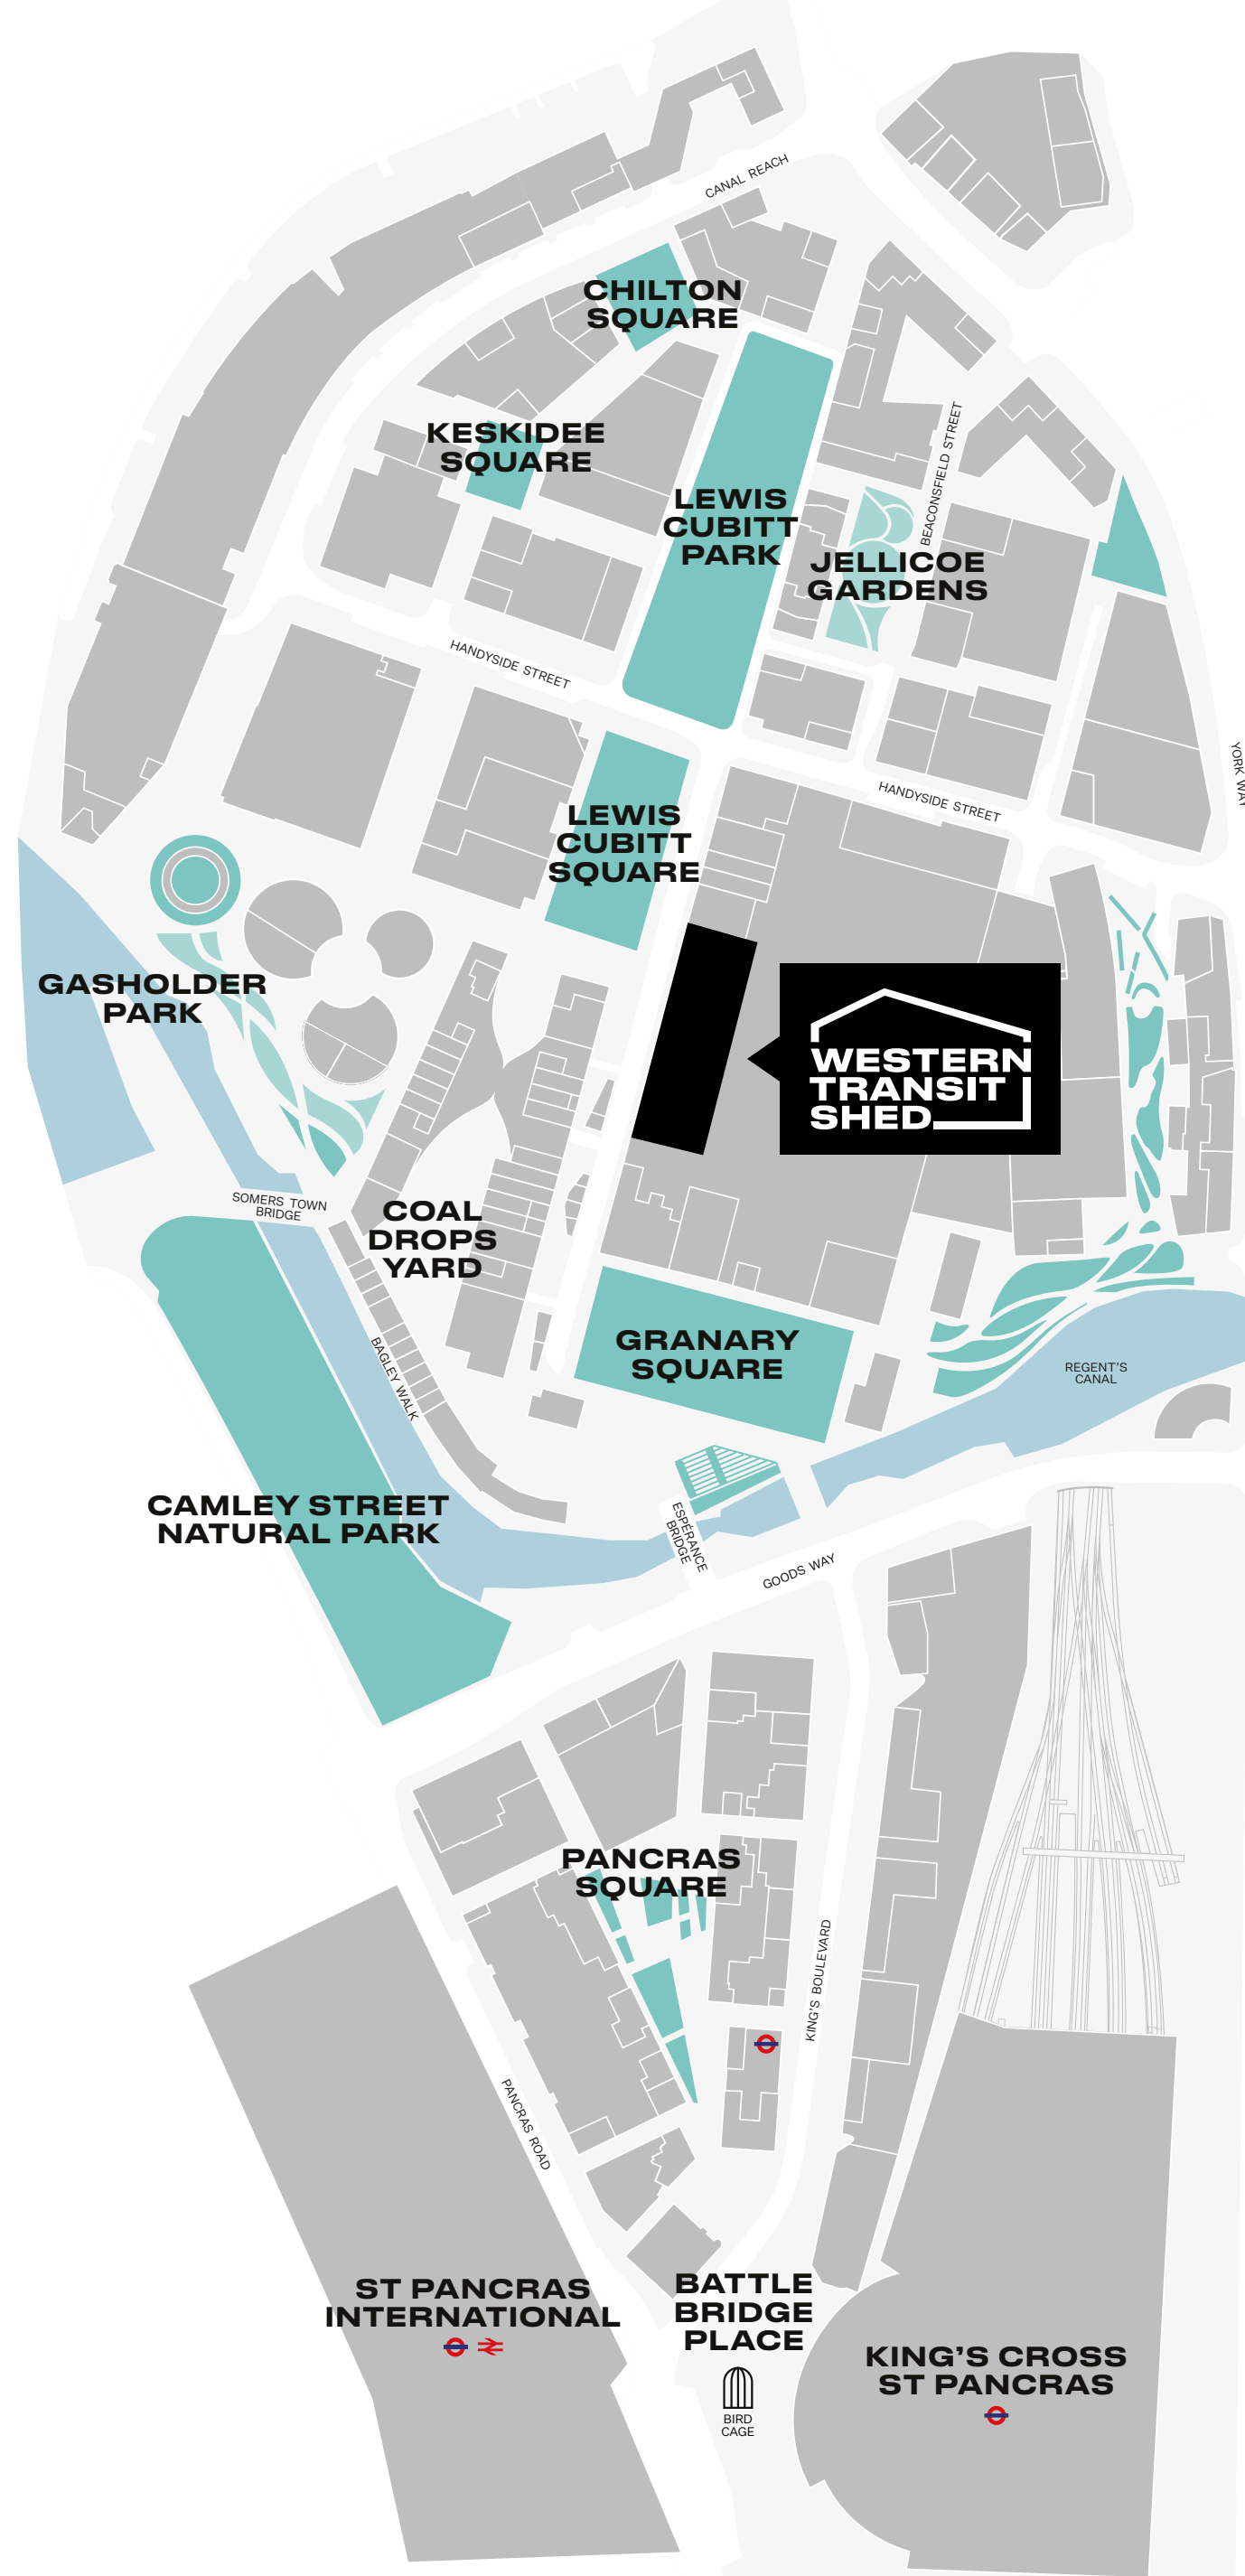 CANAL REACH
CHILTON
SQUARE
KESKIDEE
SQUARE
BEACONSFIELD STREET
LEWIS
CUBITT
PARK
JELLICOE
GARDENS
HANDYSIDE STREET
YORK WAY
HANDYSIDE STREET
LEWIS
CUBITT
SQUARE
GASHOLDER
PARK
WESTERN
TRANSIT
SHED
SOMERS TOWN
BRIDGE
COAL
DROPS
YARD
BAGLEY WALK
GRANARY
SQUARE
REGENT'S
CANAL
CAMLEY STREET
NATURAL PARK
ESPÉRANCE
BRIDGE
GOODS WAY
PANCRAS
SQUARE
KING'S BOULEVARD
PANCRAS ROAD
ST PANCRAS
INTERNATIONAL
BATTLE
BRIDGE
PLACE
KING'S CROSS
ST PANCRAS
BIRD
CAGE